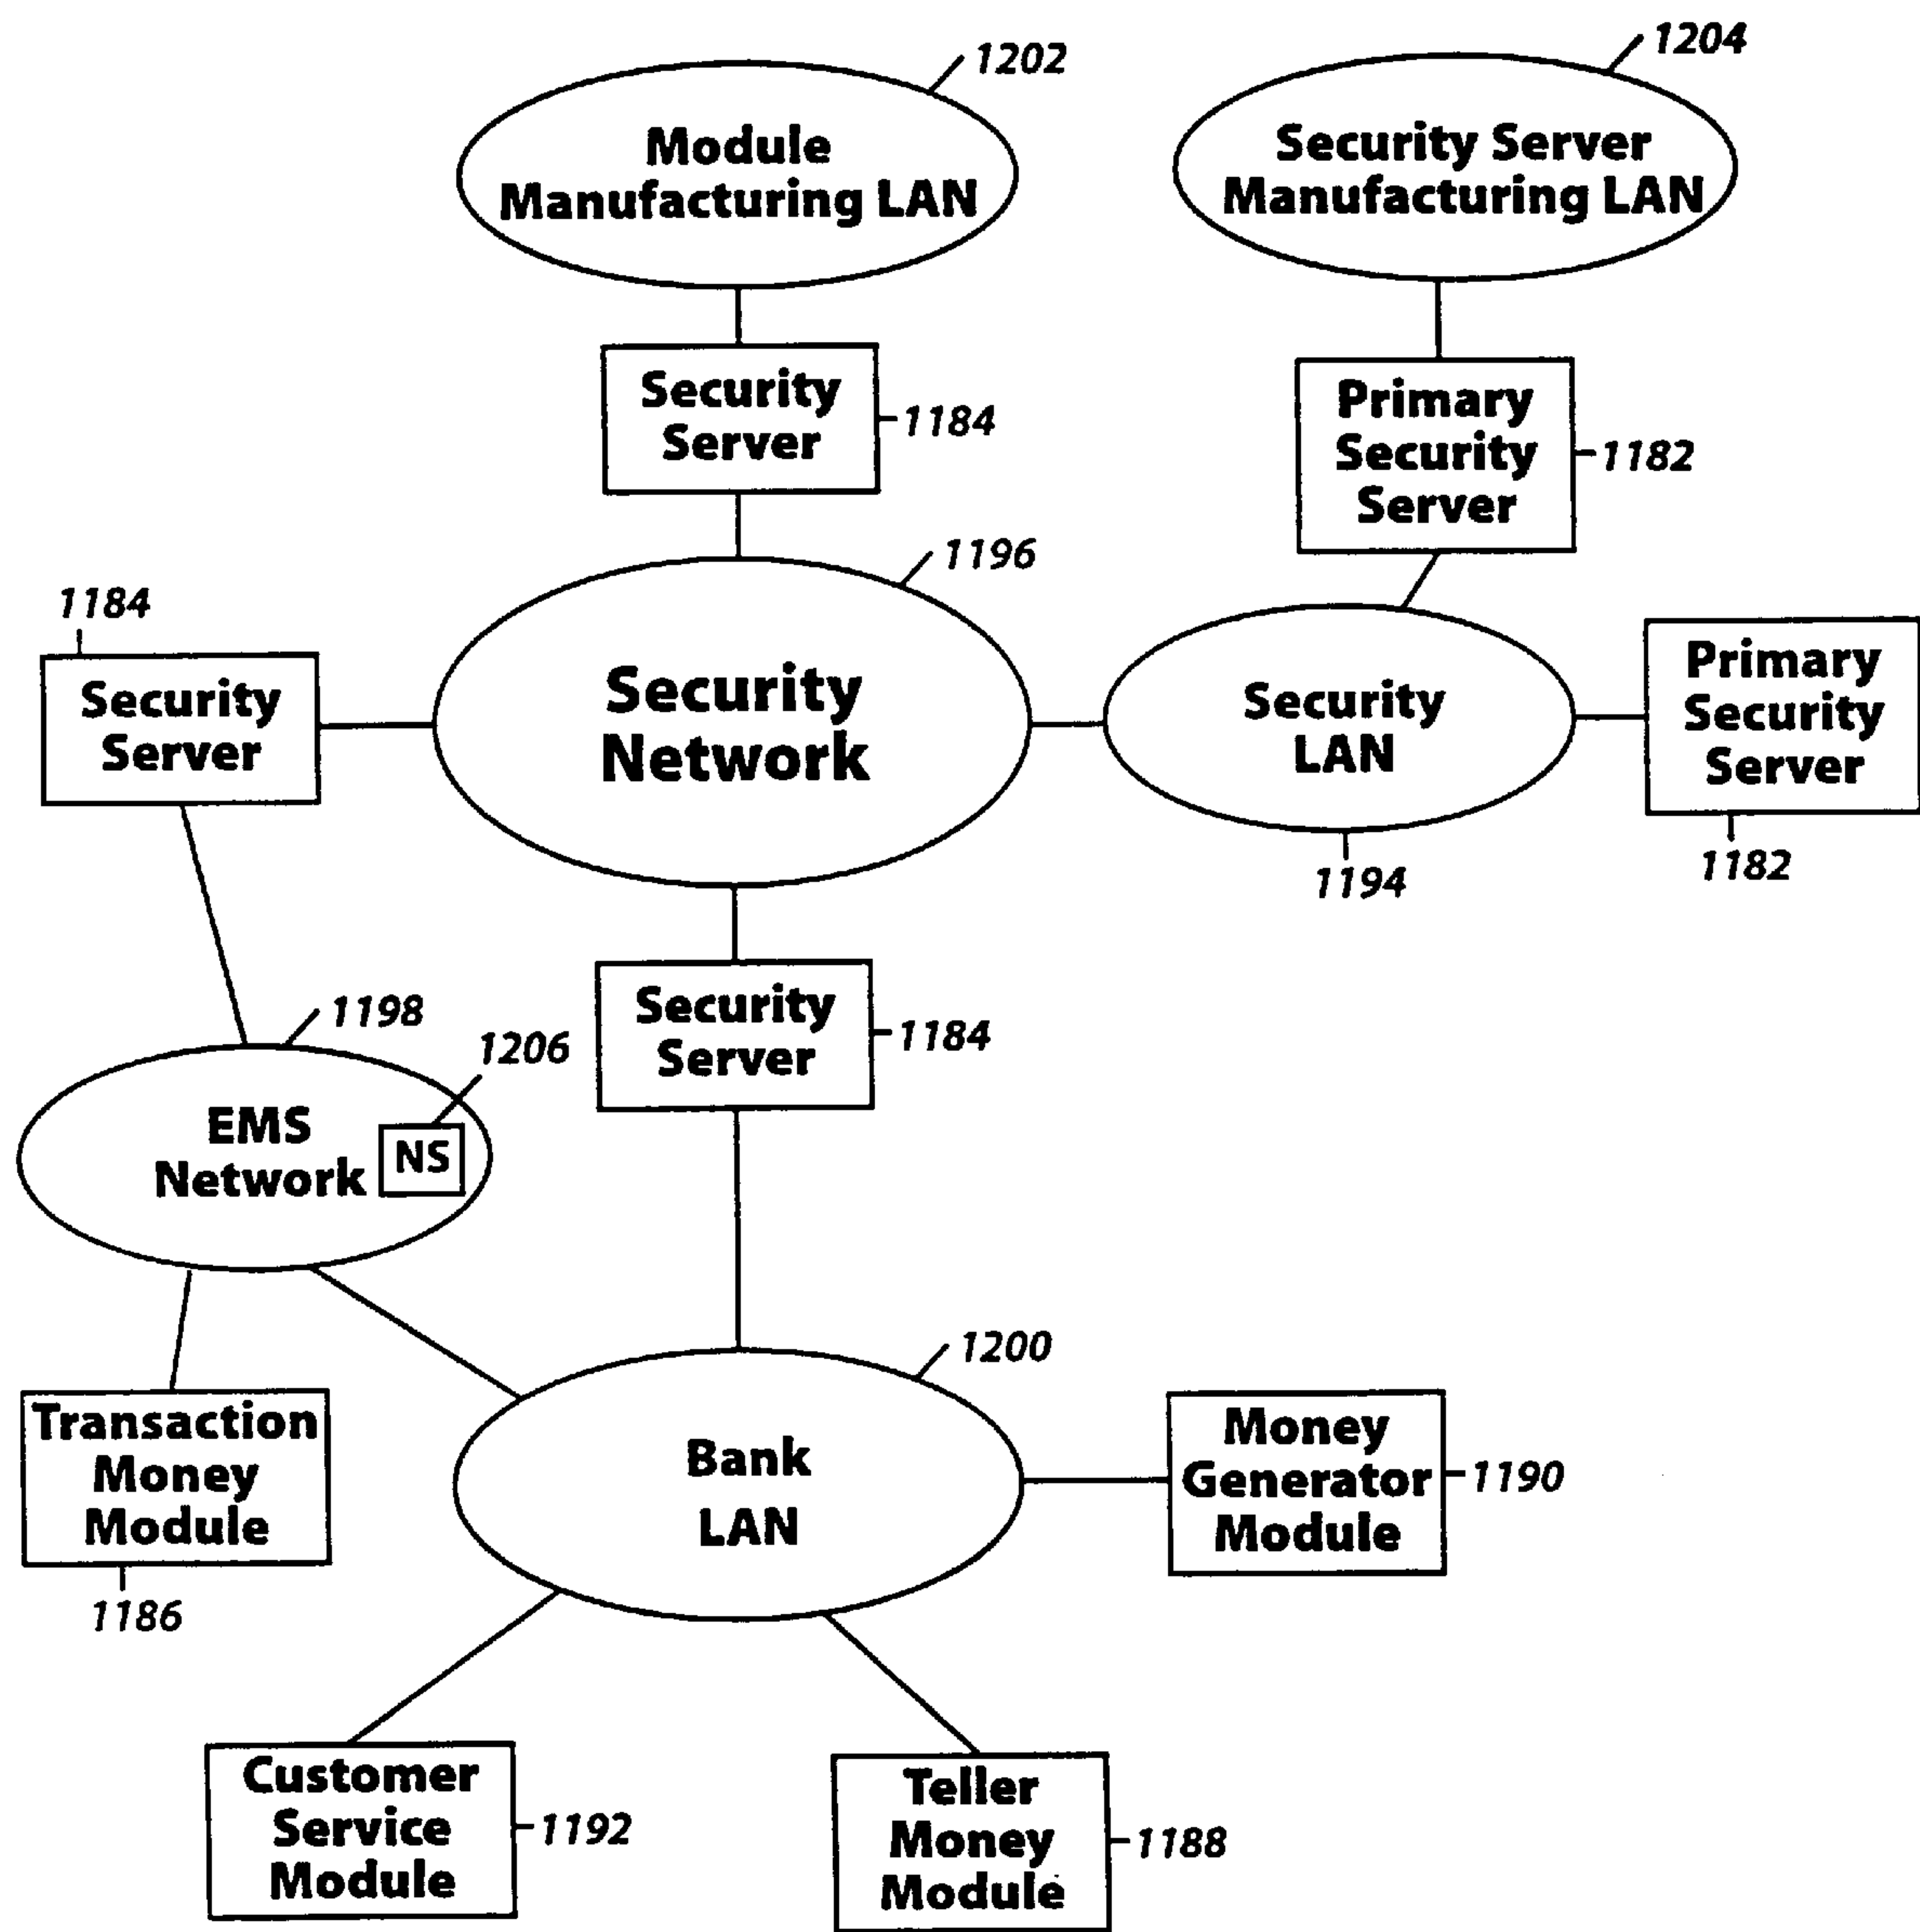 1202
1204
Module
Manufacturing LAN
Security Server
Manufacturing LAN
Security
Server
1184
Primary
Security
Server
1182
1196
1184
Security
Server
Security
Network
Security
LAN
1194
Primary
Security
Server
1182
1198
1206
EMS
Network
NS
Security
Server
1184
1200
Transaction
Money
Module
1186
Bank
LAN
Money
Generator
Module
1190
Customer
Service
Module
1192
Teller
Money
Module
1188